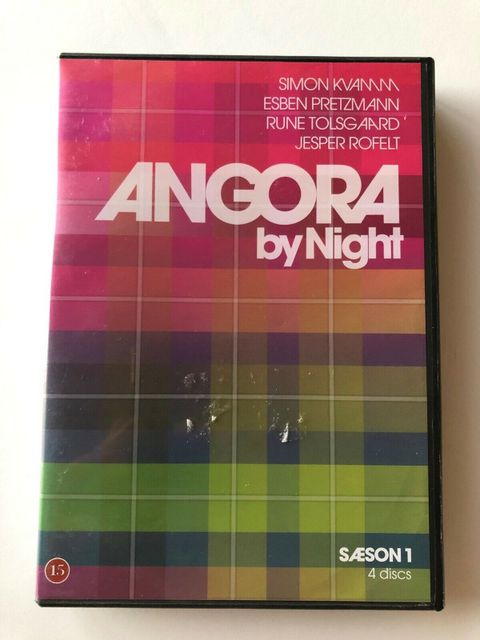 SIMON KVAMM
ESBEN PRETZMANN
RUNE TOLSGAARD
JESPER ROFELT
ANGORA
by Night
15
SÆSON 1
4 discs